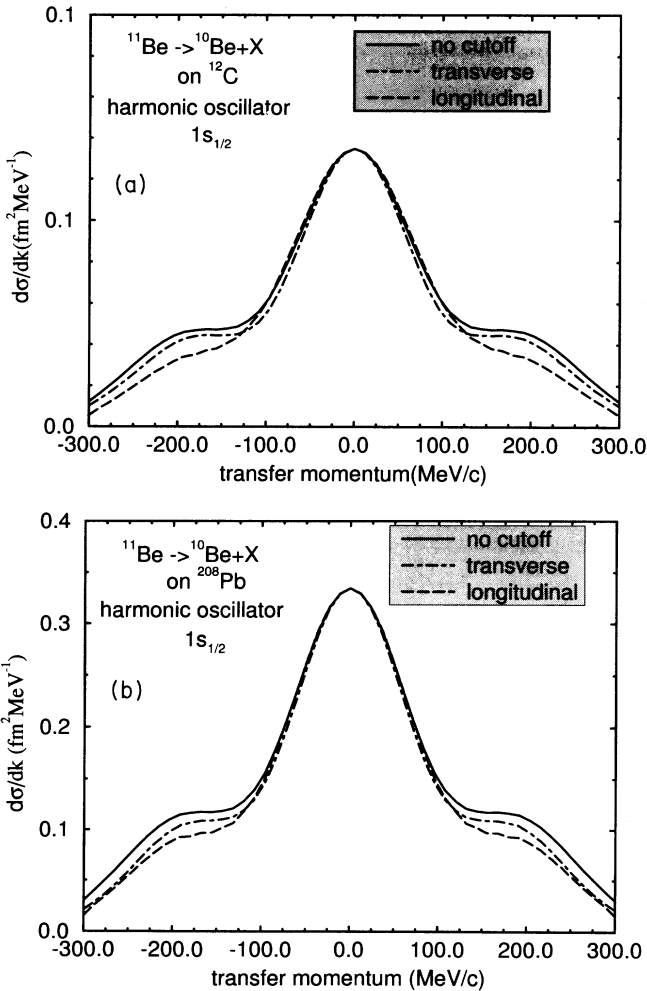 0.1
¹¹Be ->¹⁰Be+X
on ¹²C
harmonic oscillator
1s₁/₂
(a)
no cutoff
transverse
longitudinal
0.1
0.0
dσ/dk(fm²MeV⁻¹)
-300.0 -200.0 -100.0 0.0 100.0 200.0 300.0
transfer momentum(MeV/c)
0.4
¹¹Be ->¹⁰Be+X
on ²⁰⁸Pb
harmonic oscillator
1s₁/₂
(b)
no cutoff
transverse
longitudinal
0.3
0.2
0.1
0.0
dσ/dk (fm²MeV⁻¹)
-300.0 -200.0 -100.0 0.0 100.0 200.0 300.0
transfer momentum (MeV/c)